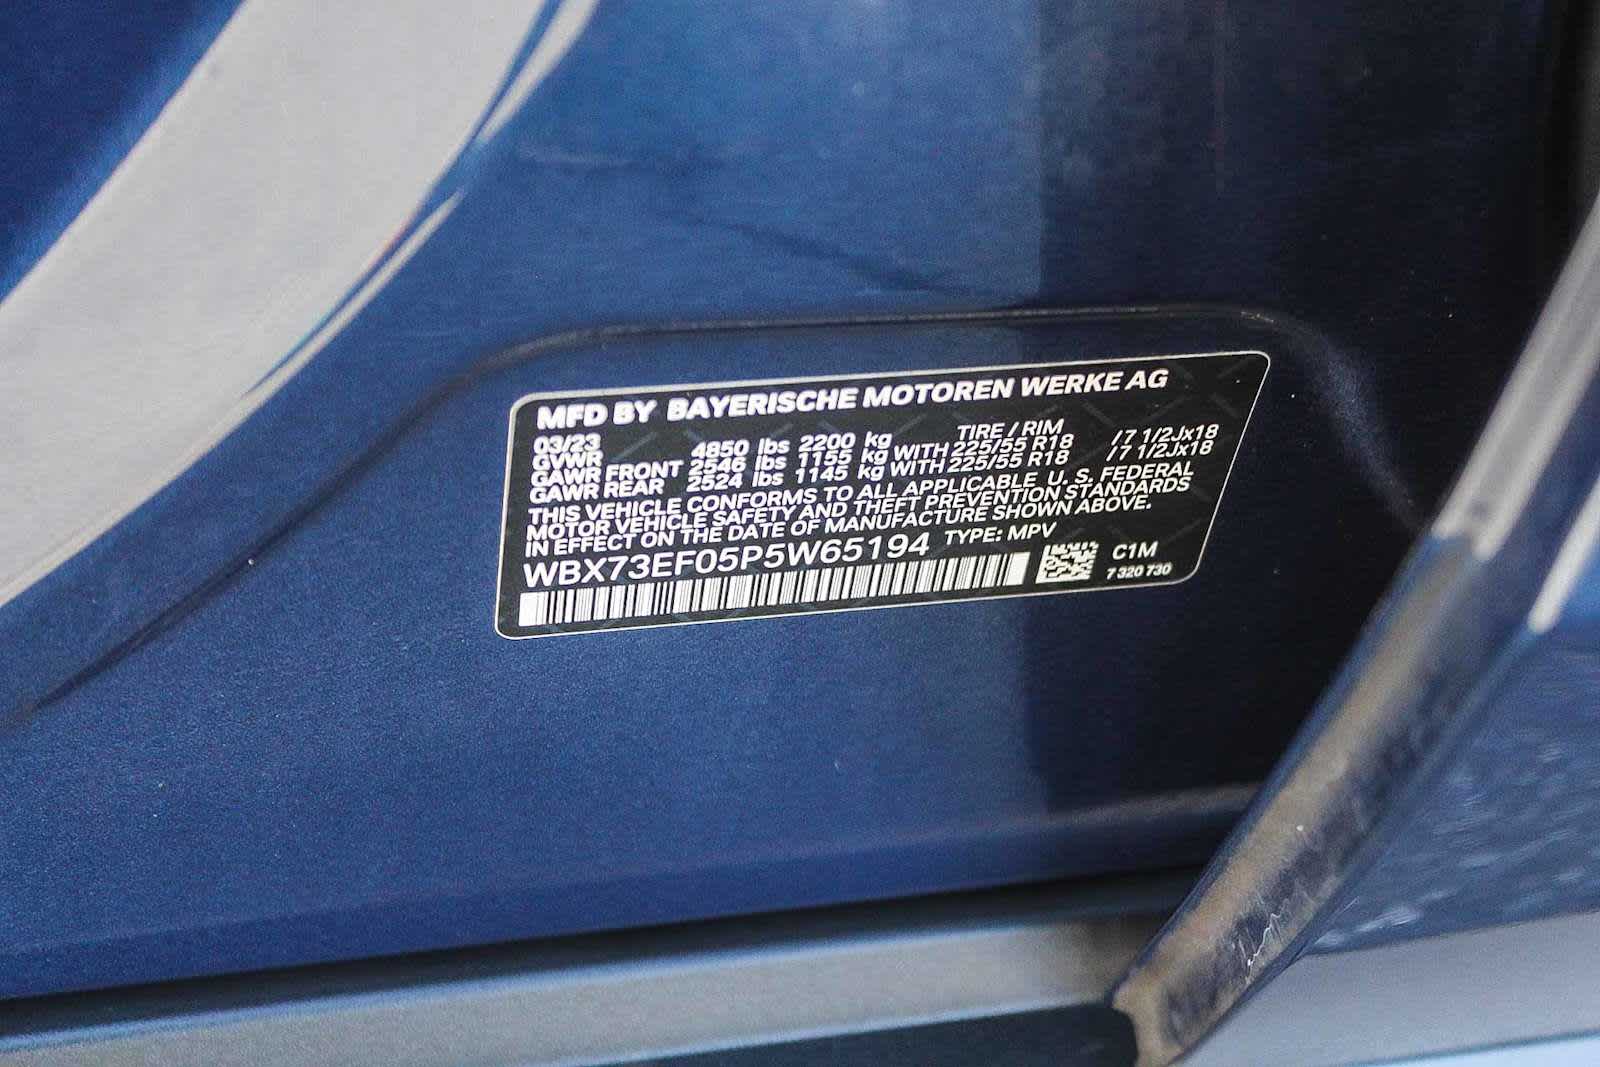 MFD BY BAYERISCHE MOTOREN WERKE AG
03/23 TIRE / RIM
GVWR 4850 lbs 2200 kg
GAWR FRONT 2546 lbs 1155 kg WITH 225/55 R18 /7 1/2Jx18
GAWR REAR 2524 lbs 1145 kg WITH 225/55 R18 /7 1/2Jx18
THIS VEHICLE CONFORMS TO ALL APPLICABLE U. S. FEDERAL
MOTOR VEHICLE SAFETY AND THEFT PREVENTION STANDARDS
IN EFFECT ON THE DATE OF MANUFACTURE SHOWN ABOVE.
WBX73EF05P5W65194 TYPE: MPV
C1M
7 320 730